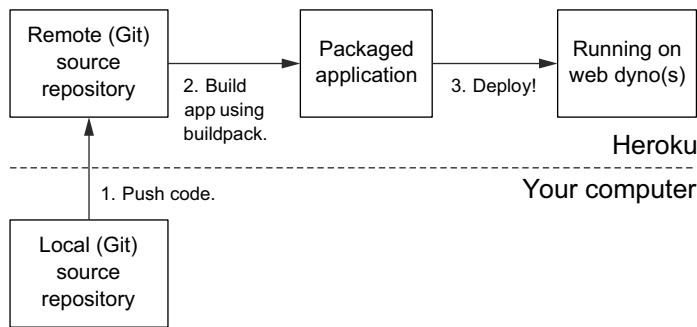 Remote (Git)
source
repository
2. Build
app using
buildpack.
Packaged
application
3. Deploy!
Running on
web dyno(s)
Heroku
Your computer
1. Push code.
Local (Git)
source
repository